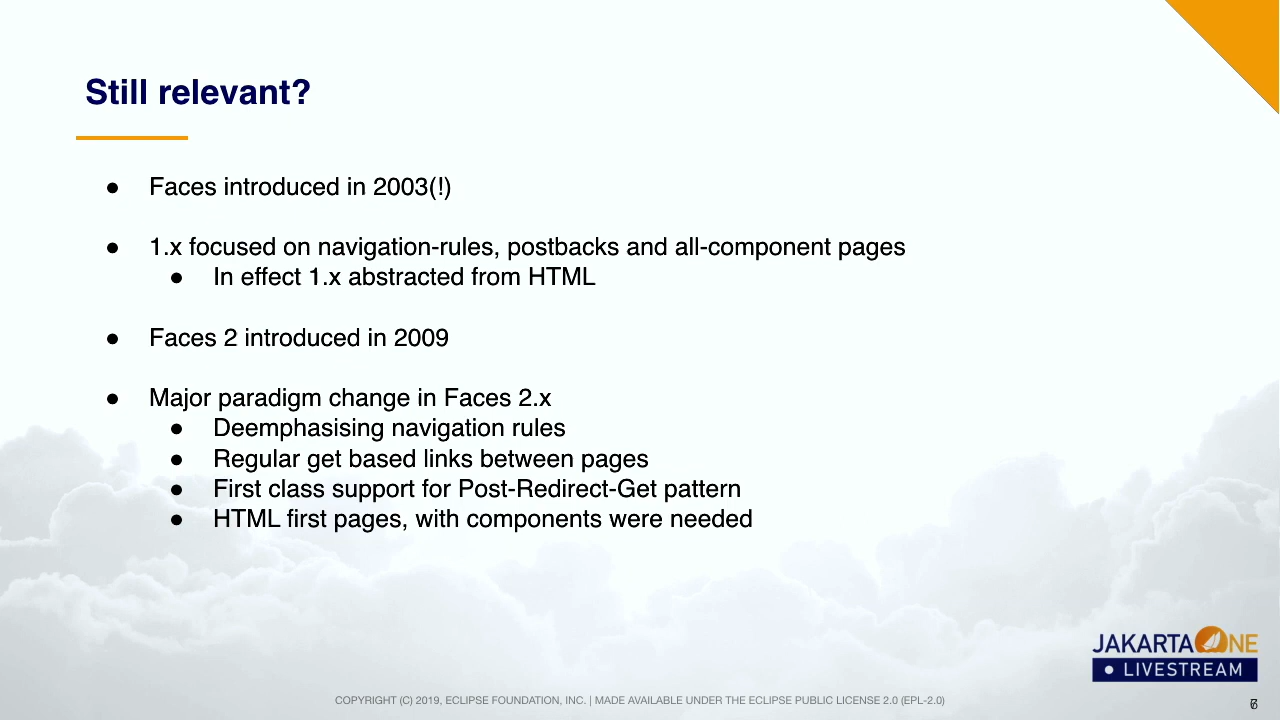 Still relevant?
● Faces introduced in 2003(!)
● 1.x focused on navigation-rules, postbacks and all-component pages
● In effect 1.x abstracted from HTML
● Faces 2 introduced in 2009
● Major paradigm change in Faces 2.x
● Deemphasising navigation rules
● Regular get based links between pages
● First class support for Post-Redirect-Get pattern
● HTML first pages, with components were needed
JAKARTA ONE
● LIVESTREAM
COPYRIGHT (C) 2019, ECLIPSE FOUNDATION, INC. | MADE AVAILABLE UNDER THE ECLIPSE PUBLIC LICENSE 2.0 (EPL-2.0)